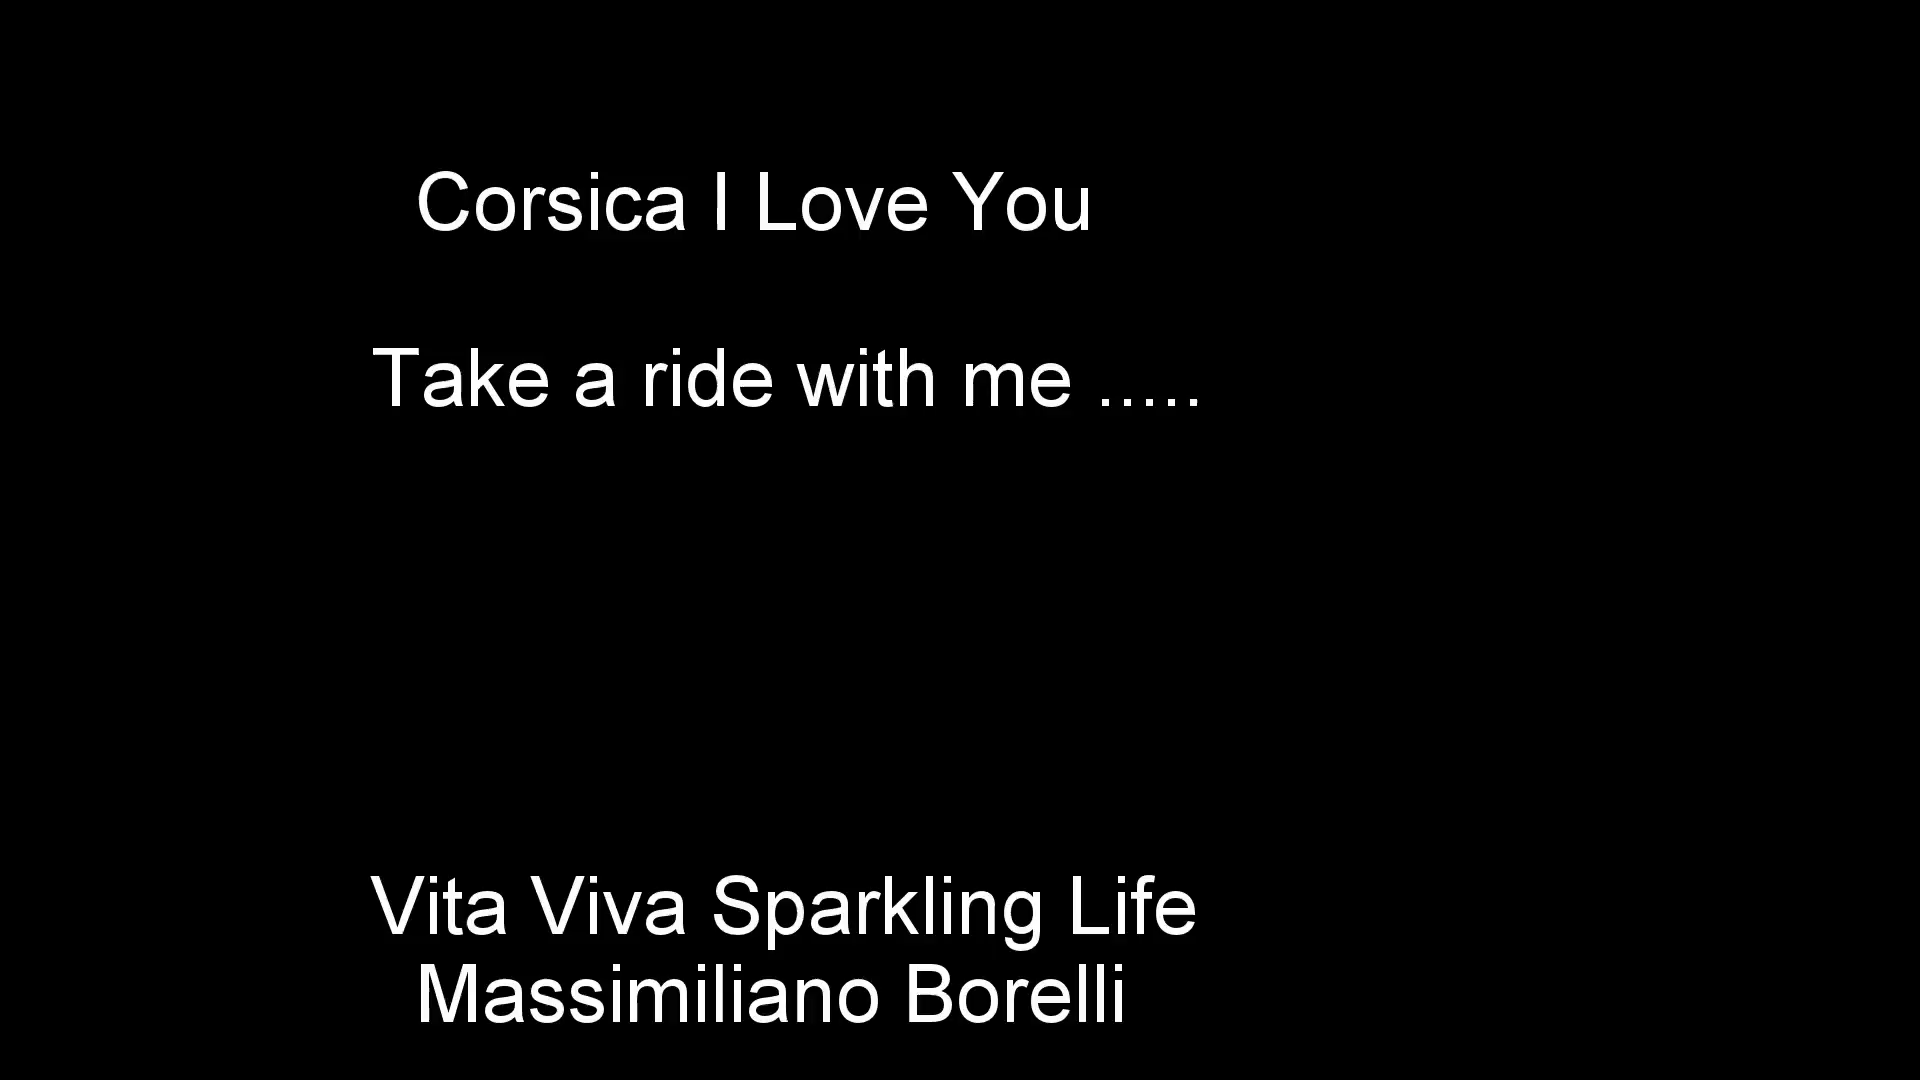 Corsica I Love You
Take a ride with me .....
Vita Viva Sparkling Life
Massimiliano Borelli